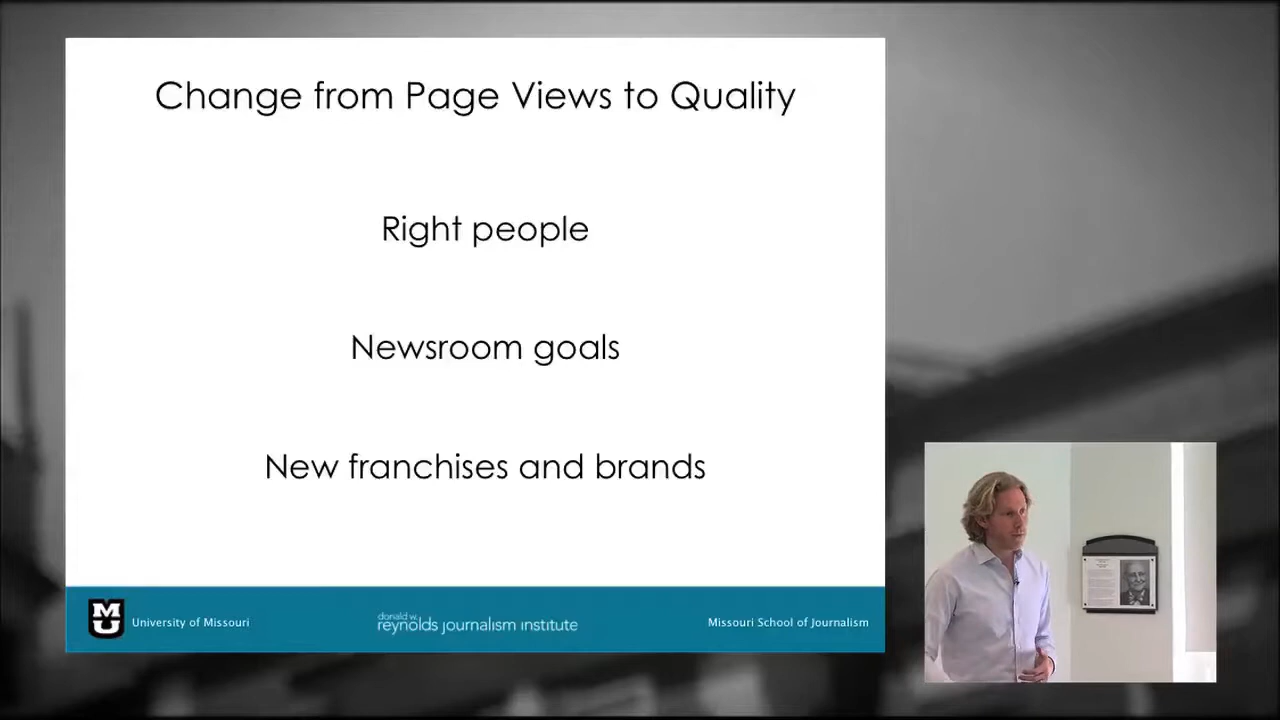 Change from Page Views to Quality
Right people
Newsroom goals
New franchises and brands
MU
University of Missouri
donald w.
reynolds journalism institute
Missouri School of Journalism